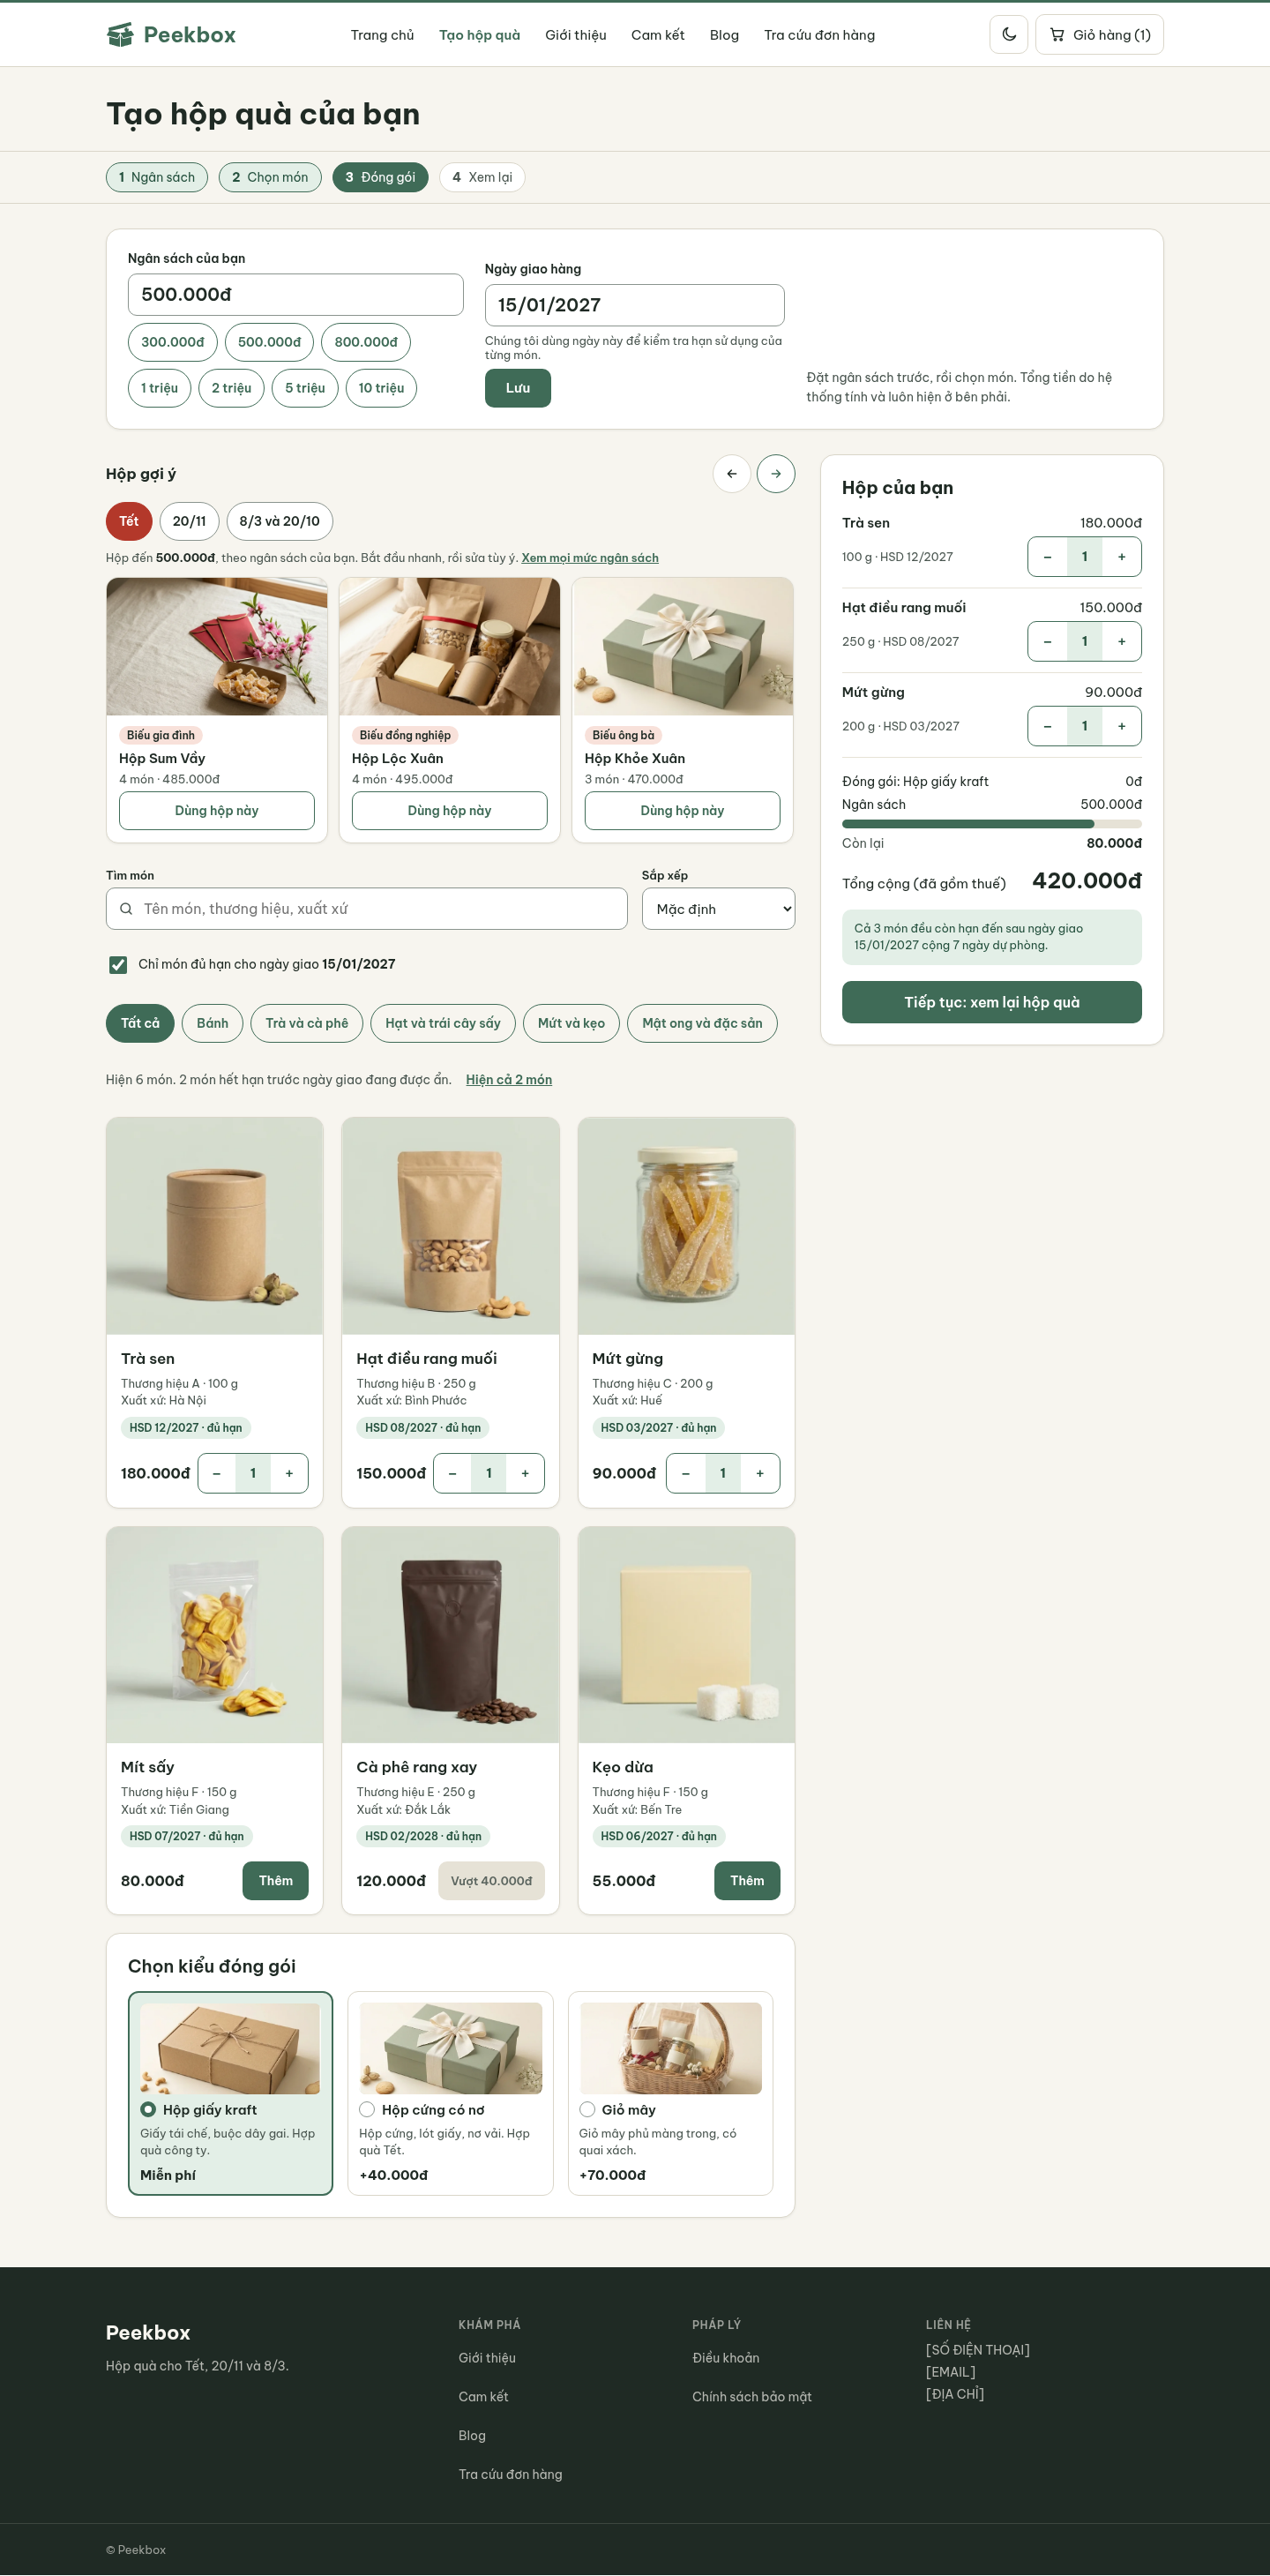 Peekbox
Trang chủ
Tạo hộp quà
Giới thiệu
Cam kết
Blog
Tra cứu đơn hàng
Giỏ hàng (1)
Tạo hộp quà của bạn
1 Ngân sách
2 Chọn món
3 Đóng gói
4 Xem lại
Ngân sách của bạn
500.000đ
300.000đ
500.000đ
800.000đ
1 triệu
2 triệu
5 triệu
10 triệu
Ngày giao hàng
15/01/2027
Chúng tôi dùng ngày này để kiểm tra hạn sử dụng của
từng món.
Lưu
Đặt ngân sách trước, rồi chọn món. Tổng tiền do hệ
thống tính và luôn hiện ở bên phải.
Hộp gợi ý
←
→
Tết
20/11
8/3 và 20/10
Hộp đến 500.000đ, theo ngân sách của bạn. Bắt đầu nhanh, rồi sửa tùy ý. Xem mọi mức ngân sách
Biếu gia đình
Hộp Sum Vầy
4 món · 485.000đ
Dùng hộp này
Biếu đồng nghiệp
Hộp Lộc Xuân
4 món · 495.000đ
Dùng hộp này
Biếu ông bà
Hộp Khỏe Xuân
3 món · 470.000đ
Dùng hộp này
Tìm món
Tên món, thương hiệu, xuất xứ
Sắp xếp
Mặc định
Chỉ món đủ hạn cho ngày giao 15/01/2027
Tất cả
Bánh
Trà và cà phê
Hạt và trái cây sấy
Mứt và kẹo
Mật ong và đặc sản
Hiện 6 món. 2 món hết hạn trước ngày giao đang được ẩn. Hiện cả 2 món
Trà sen
Thương hiệu A · 100 g
Xuất xứ: Hà Nội
HSD 12/2027 · đủ hạn
180.000đ
− 1 +
Hạt điều rang muối
Thương hiệu B · 250 g
Xuất xứ: Bình Phước
HSD 08/2027 · đủ hạn
150.000đ
− 1 +
Mứt gừng
Thương hiệu C · 200 g
Xuất xứ: Huế
HSD 03/2027 · đủ hạn
90.000đ
− 1 +
Mít sấy
Thương hiệu F · 150 g
Xuất xứ: Tiền Giang
HSD 07/2027 · đủ hạn
80.000đ
Thêm
Cà phê rang xay
Thương hiệu E · 250 g
Xuất xứ: Đắk Lắk
HSD 02/2028 · đủ hạn
120.000đ
Vượt 40.000đ
Kẹo dừa
Thương hiệu F · 150 g
Xuất xứ: Bến Tre
HSD 06/2027 · đủ hạn
55.000đ
Thêm
Chọn kiểu đóng gói
Hộp giấy kraft
Giấy tái chế, buộc dây gai. Hợp
quà công ty.
Miễn phí
Hộp cứng có nơ
Hộp cứng, lót giấy, nơ vải. Hợp
quà Tết.
+40.000đ
Giỏ mây
Giỏ mây phủ màng trong, có
quai xách.
+70.000đ
Hộp của bạn
Trà sen 180.000đ
100 g · HSD 12/2027 − 1 +
Hạt điều rang muối 150.000đ
250 g · HSD 08/2027 − 1 +
Mứt gừng 90.000đ
200 g · HSD 03/2027 − 1 +
Đóng gói: Hộp giấy kraft 0đ
Ngân sách 500.000đ
Còn lại 80.000đ
Tổng cộng (đã gồm thuế) 420.000đ
Cả 3 món đều còn hạn đến sau ngày giao
15/01/2027 cộng 7 ngày dự phòng.
Tiếp tục: xem lại hộp quà
Peekbox
Hộp quà cho Tết, 20/11 và 8/3.
KHÁM PHÁ
Giới thiệu
Cam kết
Blog
Tra cứu đơn hàng
PHÁP LÝ
Điều khoản
Chính sách bảo mật
LIÊN HỆ
[SỐ ĐIỆN THOẠI]
[EMAIL]
[ĐỊA CHỈ]
© Peekbox